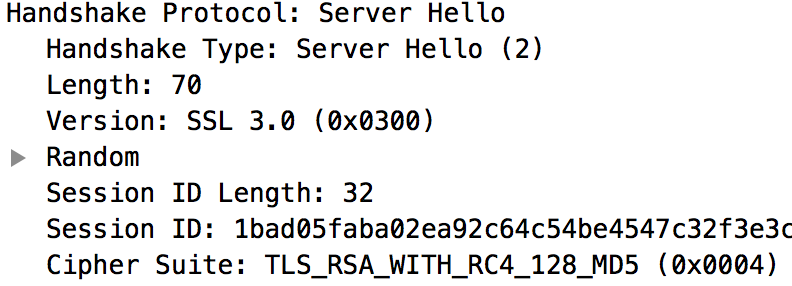 Handshake Protocol: Server Hello
Handshake Type: Server Hello (2)
Length: 70
Version: SSL 3.0 (0x0300)
Random
Session ID Length: 32
Session ID: 1bad05faba02ea92c64c54be4547c32f3e3c
Cipher Suite: TLS_RSA_WITH_RC4_128_MD5 (0x0004)